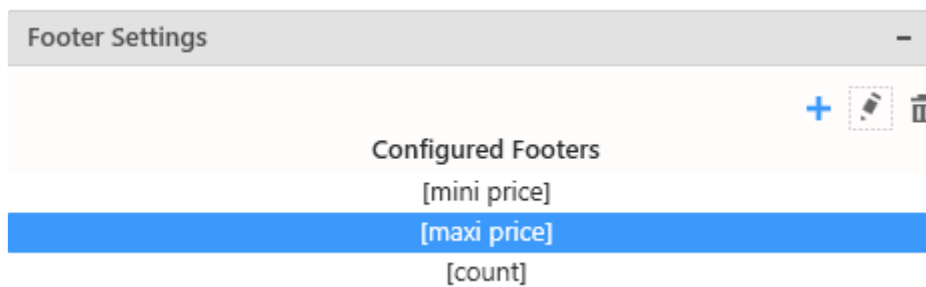 Footer Settings
Configured Footers
[mini price]
[maxi price]
[count]